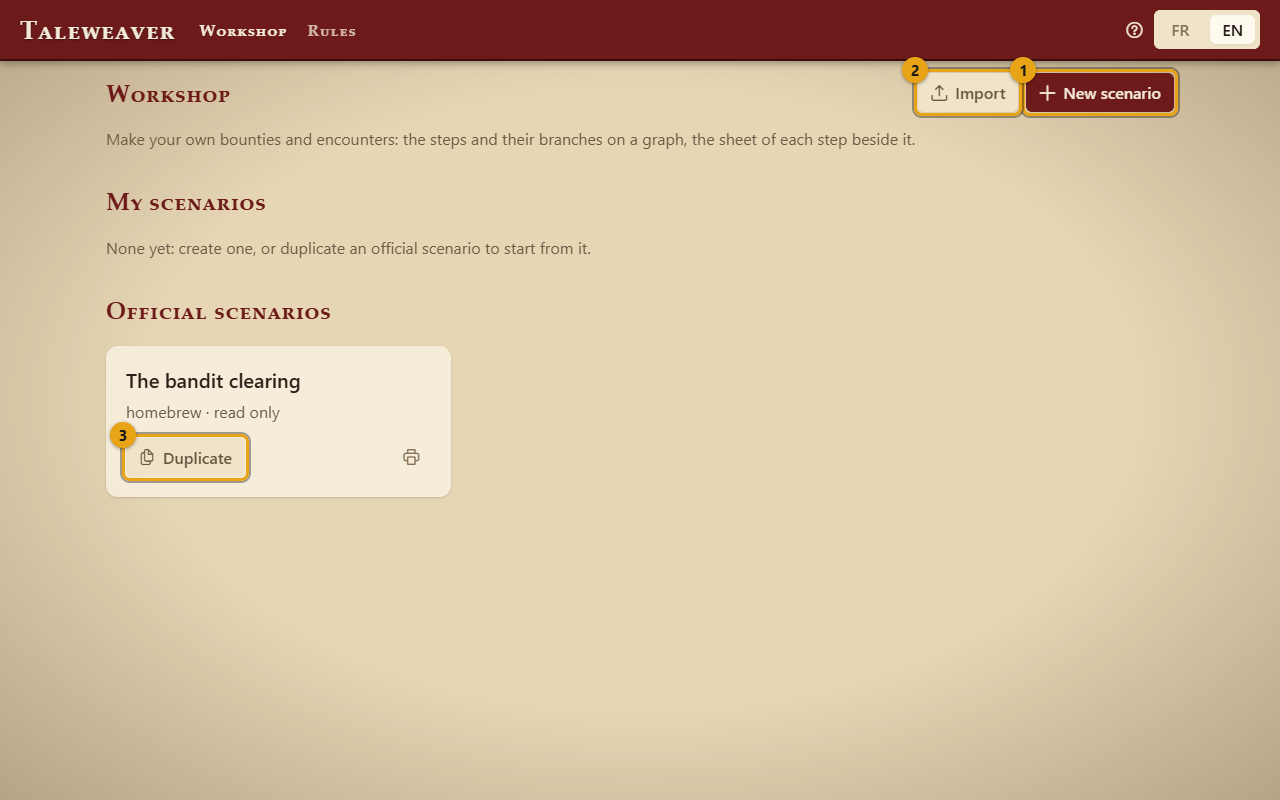 Taleweaver Workshop Rules FR EN
Workshop
2 Import 1 New scenario
Make your own bounties and encounters: the steps and their branches on a graph, the sheet of each step beside it.
My scenarios
None yet: create one, or duplicate an official scenario to start from it.
Official scenarios
The bandit clearing
homebrew · read only
3 Duplicate